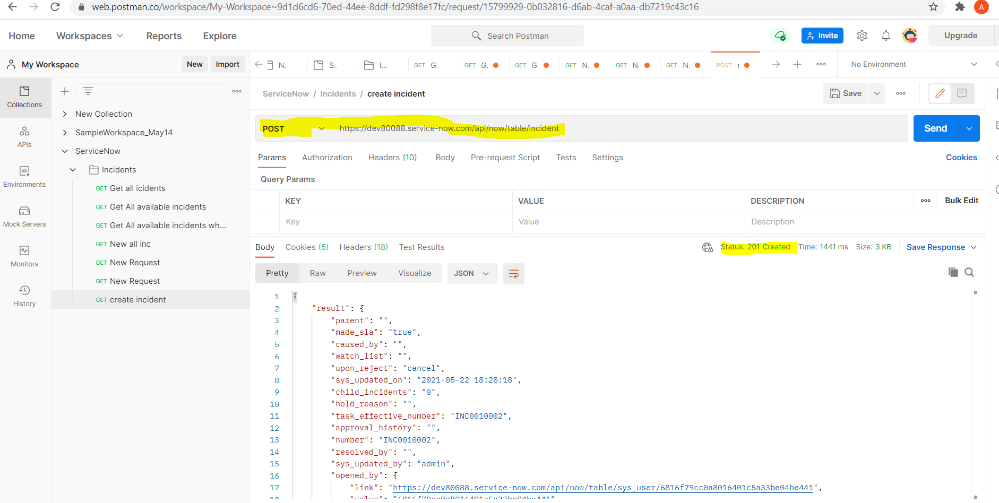 web.postman.co/workspace/My-Workspace~9d1d6cd6-70ed-44ee-8ddf-fd298f8e17fc/request/15799929-0b032816-d6ab-4caf-a0aa-db7219c43c16 A
Home Workspaces Reports Explore Search Postman Invite Upgrade
My Workspace New Import
N. S.. I... GET G. GET G. GET G. GET N. GET N. GET N. POST c No Environment
Collections
APIs
Environments
Mock Servers
Monitors
History
New Collection
SampleWorkspace_May14
ServiceNow
Incidents
GET Get all icidents
GET Get All available incidents
GET Get All available incidents wh...
GET New all inc
GET New Request
GET New Request
GET create incident
ServiceNow / Incidents / create incident Save
POST https://dev80088.service-now.com/api/now/table/incident Send
Params Authorization Headers (10) Body Pre-request Script Tests Settings Cookies
Query Params
KEY VALUE DESCRIPTION Bulk Edit
Key Value Description
Body Cookies (5) Headers (18) Test Results Status: 201 Created Time: 1441 ms Size: 3 KB Save Response
Pretty Raw Preview Visualize JSON
1 {
2 "result": {
3 "parent": "",
4 "made_sla": "true",
5 "caused_by": "",
6 "watch_list": "",
7 "upon_reject": "cancel",
8 "sys_updated_on": "2021-05-22 18:28:18",
9 "child_incidents": "0",
10 "hold_reason": "",
11 "task_effective_number": "INC0010002",
12 "approval_history": "",
13 "number": "INC0010002",
14 "resolved_by": "",
15 "sys_updated_by": "admin",
16 "opened_by": {
17 "link": "https://dev80088.service-now.com/api/now/table/sys_user/6816f79cc0a8016401c5a33be04be441",
18 "value": "6816f79cc0a8016401c5a33be04be441"